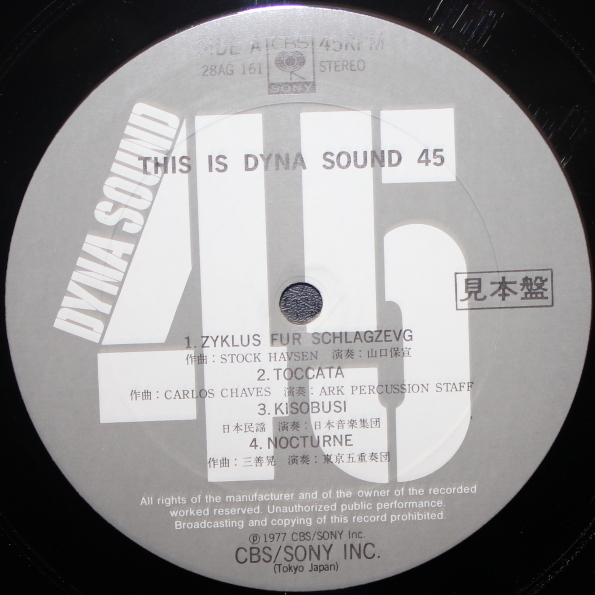 SIDE A CBS 45RPM
28AG 161 SONY STEREO
DYNA SOUND 45
THIS IS DYNA SOUND 45
見本盤
1. ZYKLUS FUR SCHLAGZEVG
作曲：STOCK HAVSEN 演奏：山口保宣
2. TOCCATA
作曲：CARLOS CHAVES 演奏：ARK PERCUSSION STAFF
3. KISOBUSI
日本民謡 演奏：日本音楽集団
4. NOCTURNE
作曲：三善晃 演奏：東京五重奏団
All rights of the manufacturer and of the owner of the recorded
worked reserved. Unauthorized public performance.
Broadcasting and copying of this record prohibited.
Ⓟ 1977 CBS/SONY Inc.
CBS/SONY INC.
(Tokyo Japan)